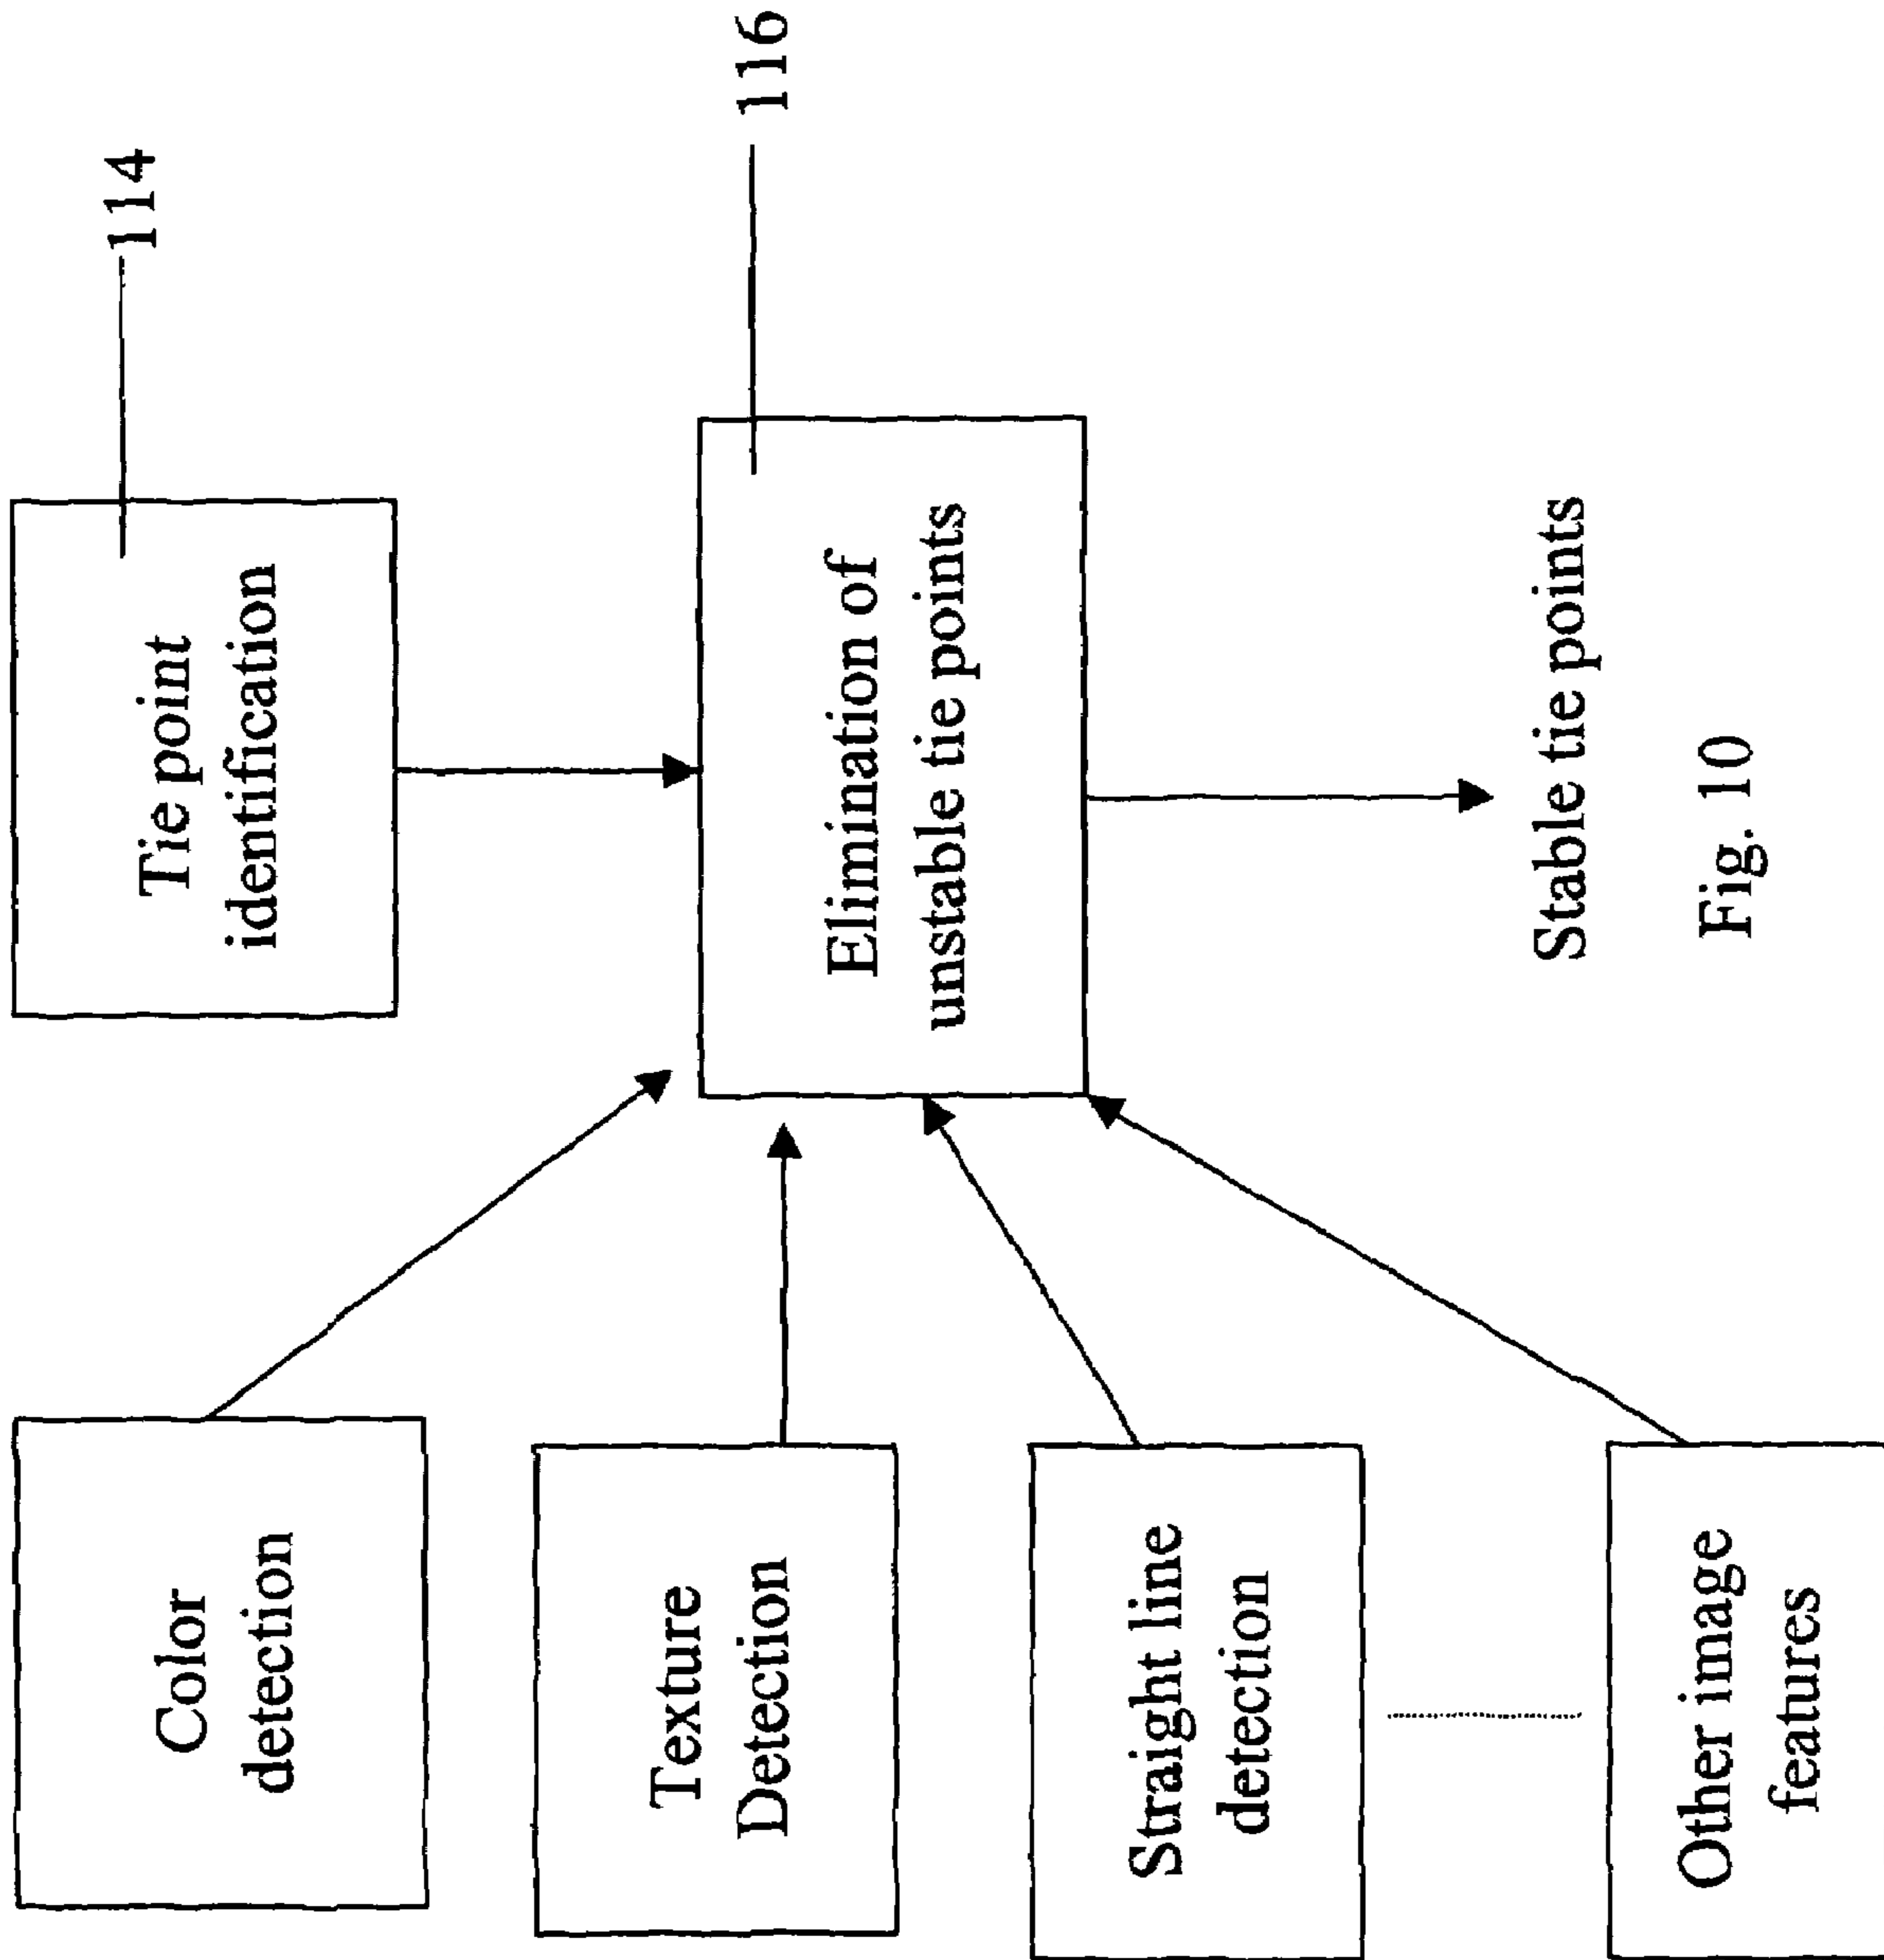 114
Tie point
identification
116
Elimination of
unstable tie points
Stable tie points
Color
detection
Texture
Detection
Straight line
detection
Other image
features
Fig. 10